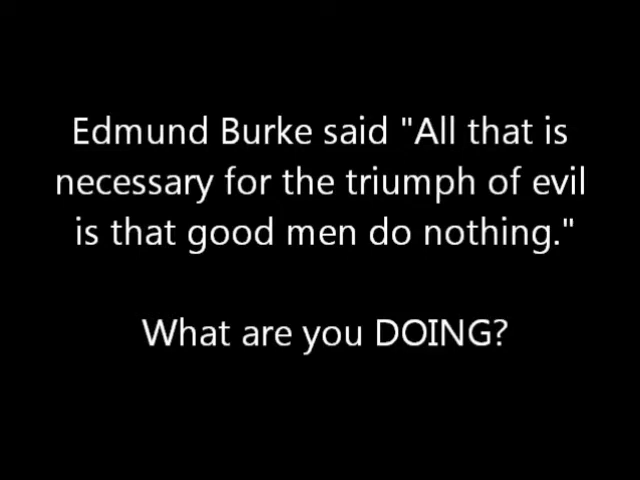 Edmund Burke said "All that is
necessary for the triumph of evil
is that good men do nothing."
What are you DOING?